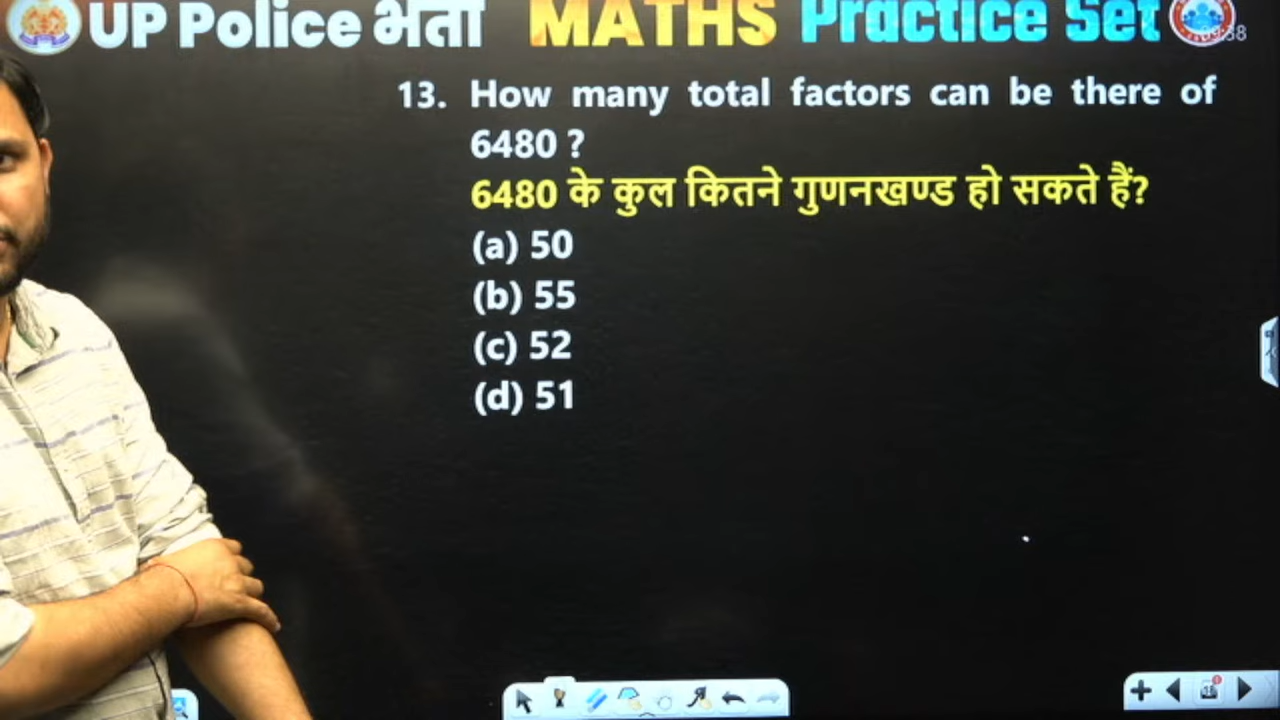 UP Police भर्ती MATHS Practice Set
13. How many total factors can be there of
6480 ?
6480 के कुल कितने गुणनखण्ड हो सकते हैं?
(a) 50
(b) 55
(c) 52
(d) 51